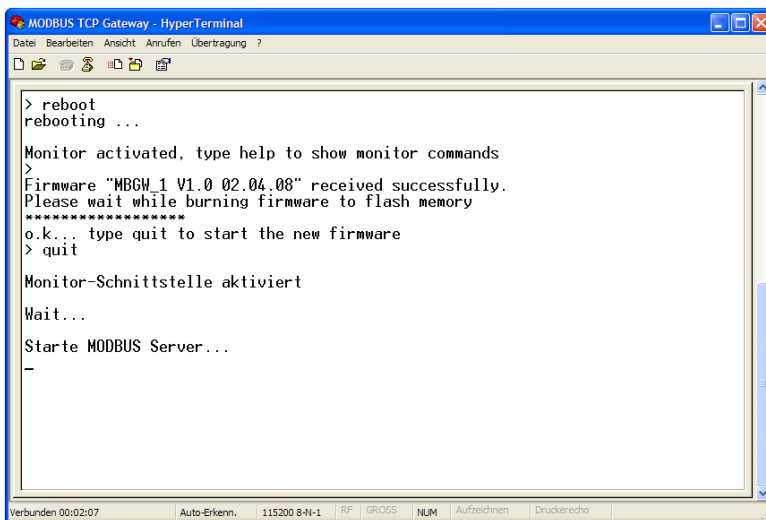 MODBUS TCP Gateway - HyperTerminal
Datei Bearbeiten Ansicht Anrufen Übertragung ?
> reboot
rebooting ...
Monitor activated, type help to show monitor commands
>
Firmware "MBGW_1 V1.0 02.04.08" received successfully.
Please wait while burning firmware to flash memory
******************
o.k... type quit to start the new firmware
> quit
Monitor-Schnittstelle aktiviert
Wait...
Starte MODBUS Server...
_
Verbunden 00:02:07 Auto-Erkenn. 115200 8-N-1 RF GROSS NUM Aufzeichnen Druckerecho